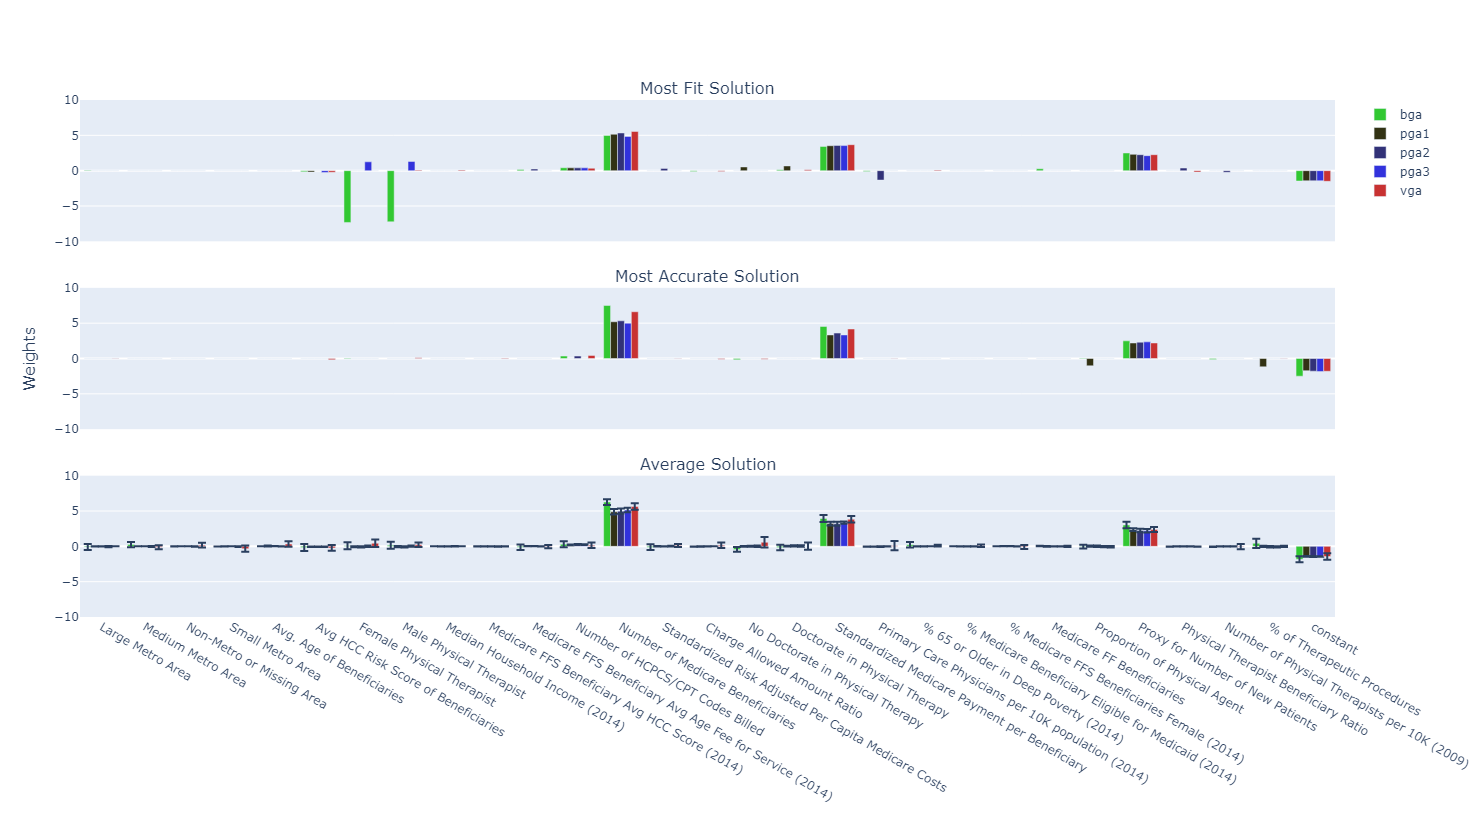 Most Fit Solution
10
5
0
−5
−10
bga
pga1
pga2
pga3
vga
Most Accurate Solution
10
5
0
−5
−10
Weights
Average Solution
10
5
0
−5
−10
Large Metro Area
Medium Metro Area
Non-Metro or Missing Area
Small Metro Area
Avg. Age of Beneficiaries
Avg HCC Risk Score of Beneficiaries
Female Physical Therapist
Male Physical Therapist
Median Household Income (2014)
Medicare FFS Beneficiary Avg HCC Score (2014)
Medicare FFS Beneficiary Avg Age Fee for Service (2014)
Number of HCPCS/CPT Codes Billed
Number of Medicare Beneficiaries
Standardized Risk Adjusted Per Capita Medicare Costs
Charge Allowed Amount Ratio
No Doctorate in Physical Therapy
Doctorate in Physical Therapy
Standardized Medicare Payment per Beneficiary
Primary Care Physicians per 10K population (2014)
% 65 or Older in Deep Poverty (2014)
% Medicare Beneficiary Eligible for Medicaid (2014)
% Medicare FFS Beneficiaries Female (2014)
Medicare FF Beneficiaries
Proportion of Physical Agent
Proxy for Number of New Patients
Physical Therapist Beneficiary Ratio
Number of Physical Therapists per 10K (2009)
% of Therapeutic Procedures
constant